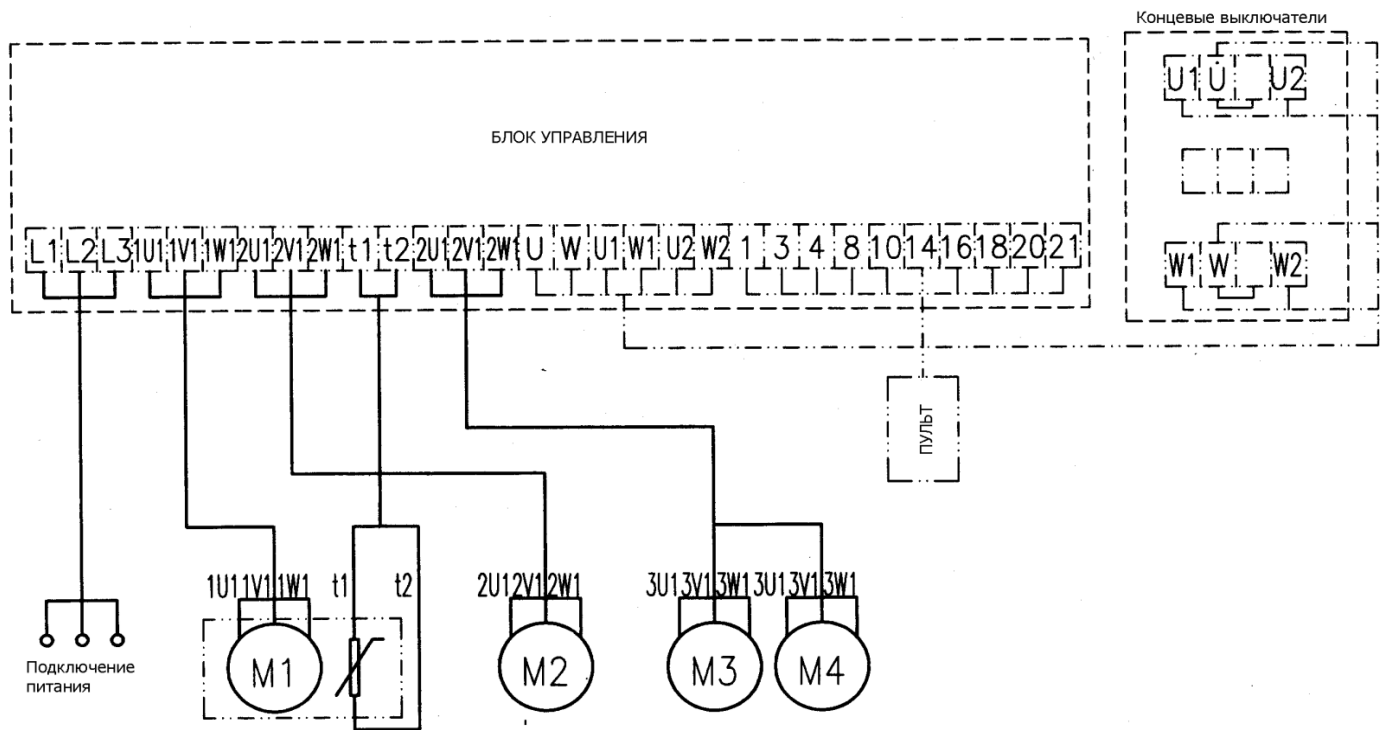 Концевые выключатели
U1 U U2
БЛОК УПРАВЛЕНИЯ
L1 L2 L3 1U1 1V1 1W1 2U1 2V1 2W1 t1 t2 2U1 2V1 2W1 U W U1 W1 U2 W2 1 3 4 8 10 14 16 18 20 21
W1 W W2
ПУЛЬТ
1U1 1V1 1W1 t1 t2 2U1 2V1 2W1 3U1 3V1 3W1 3U1 3V1 3W1
M1 M2 M3 M4
Подключение
питания